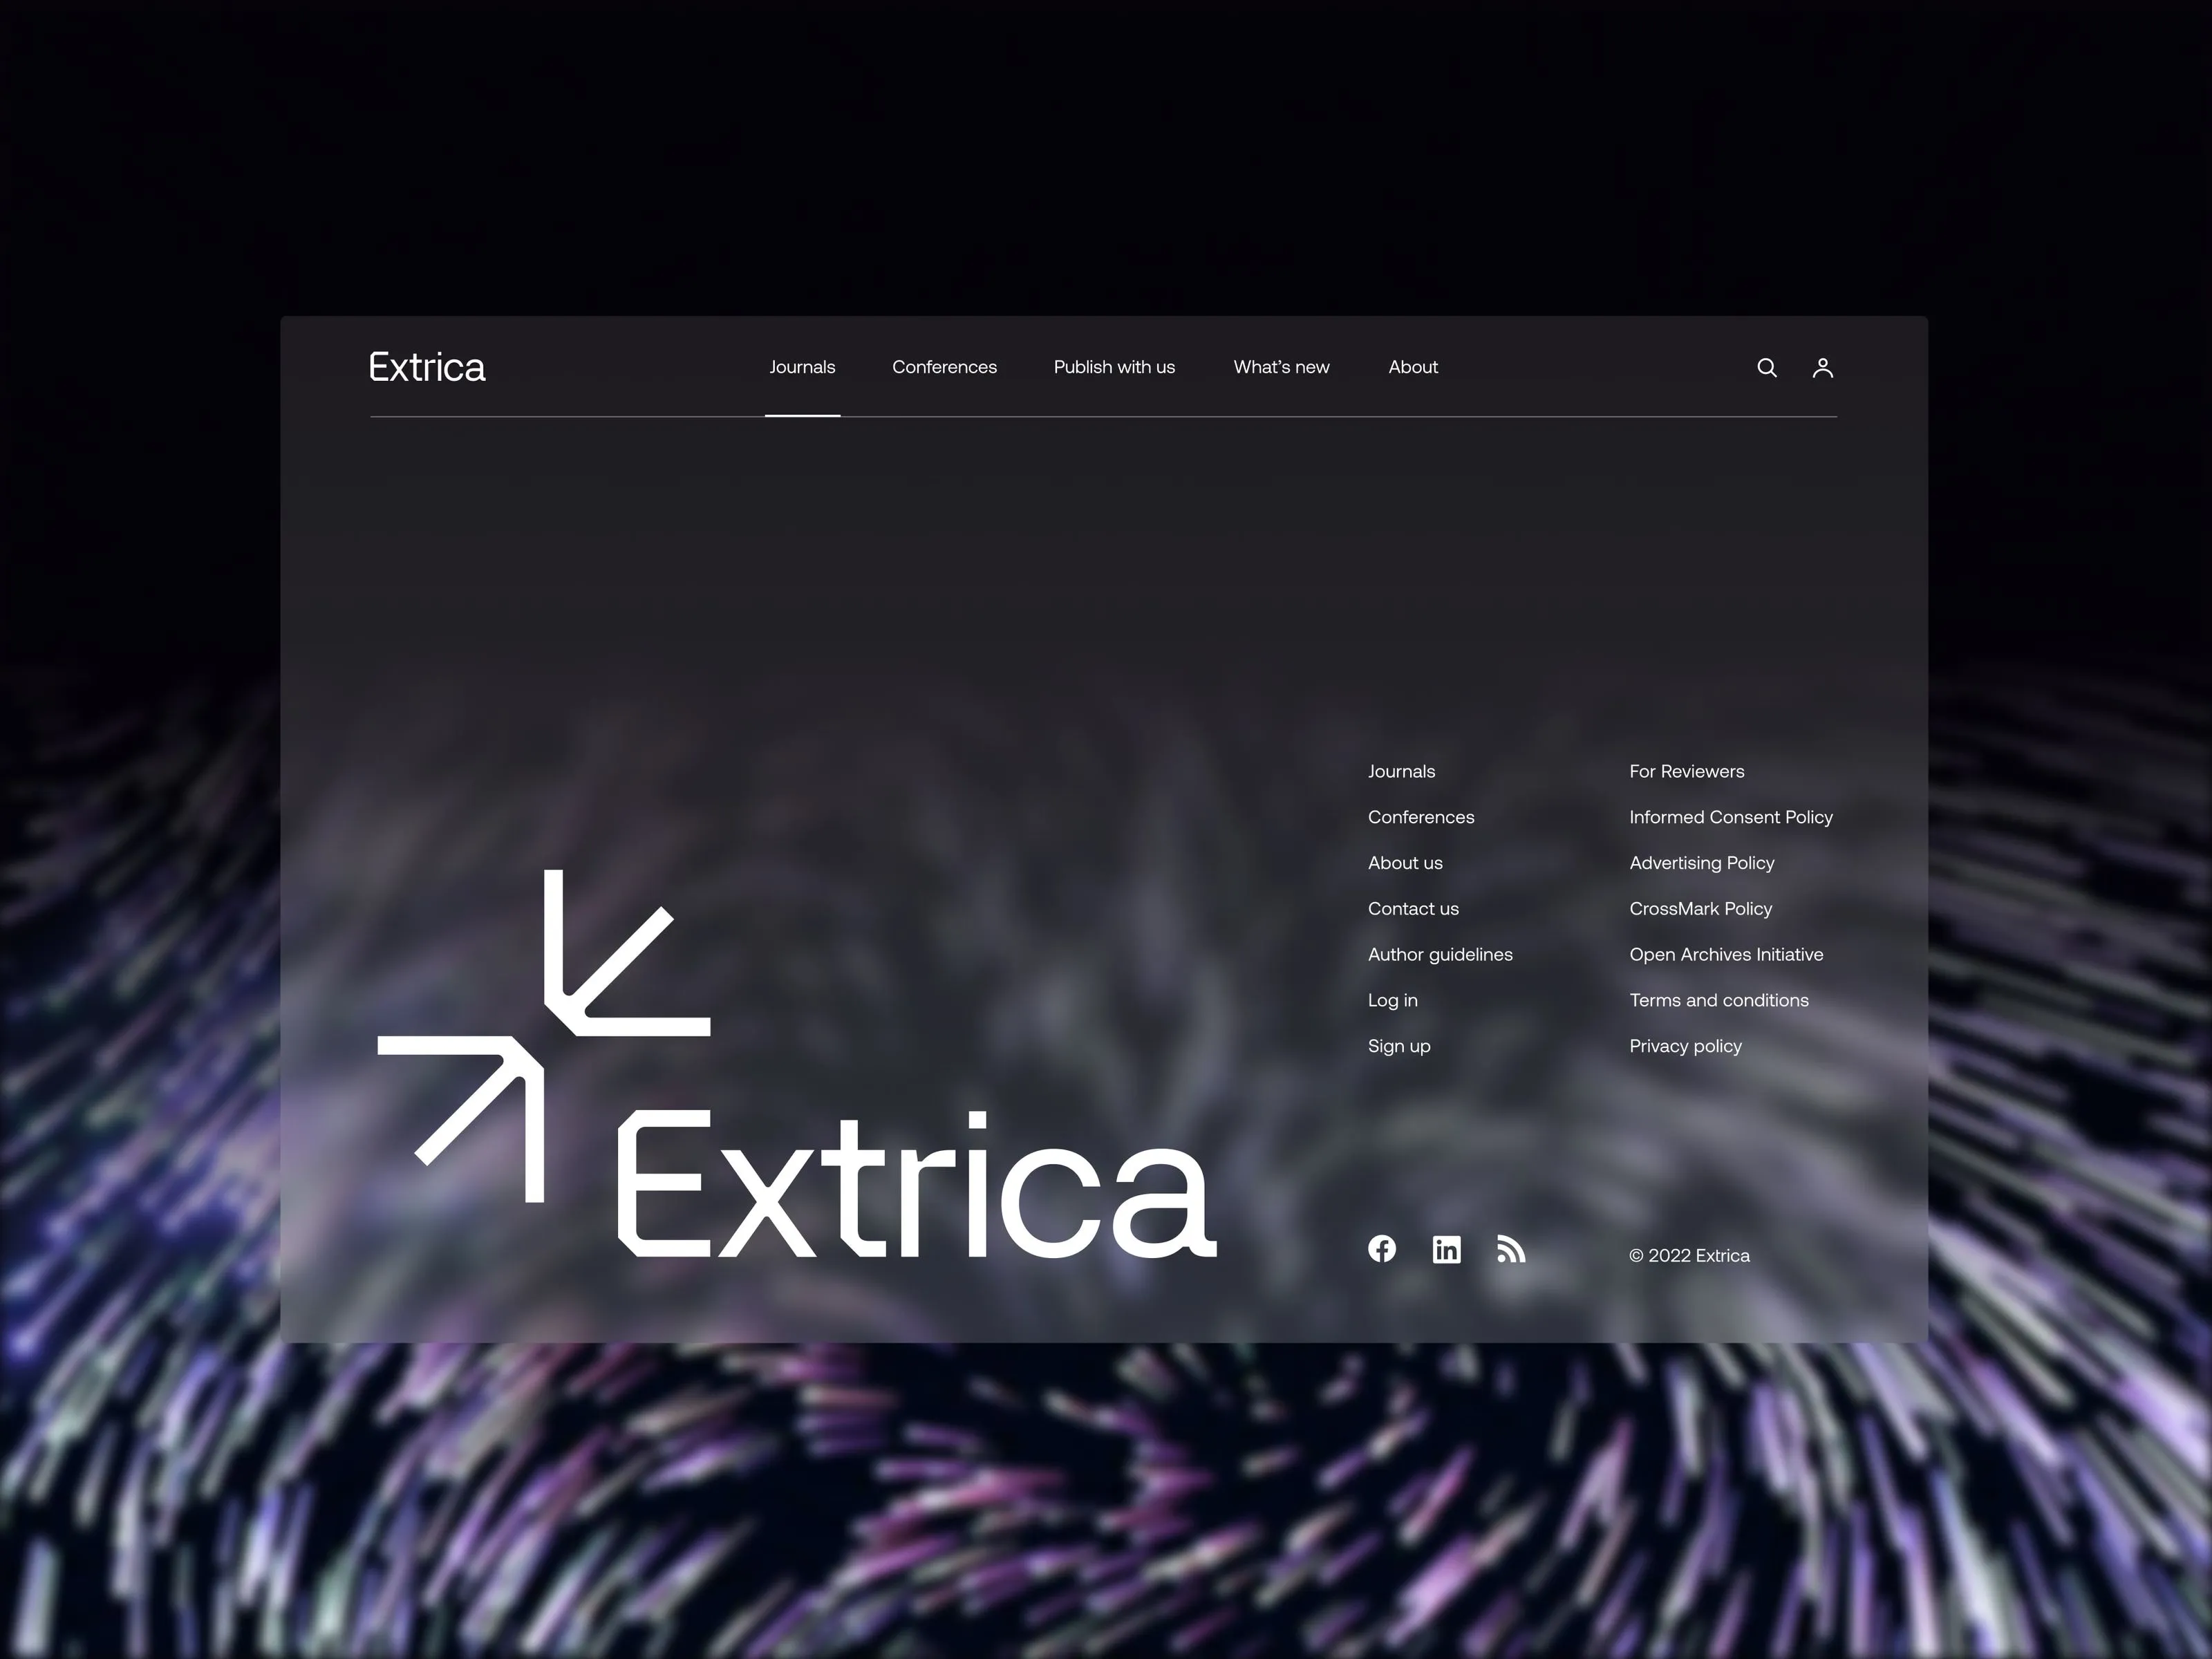 Extrica
Journals
Conferences
Publish with us
What’s new
About
Journals
Conferences
About us
Contact us
Author guidelines
Log in
Sign up
For Reviewers
Informed Consent Policy
Advertising Policy
CrossMark Policy
Open Archives Initiative
Terms and conditions
Privacy policy
Extrica
© 2022 Extrica